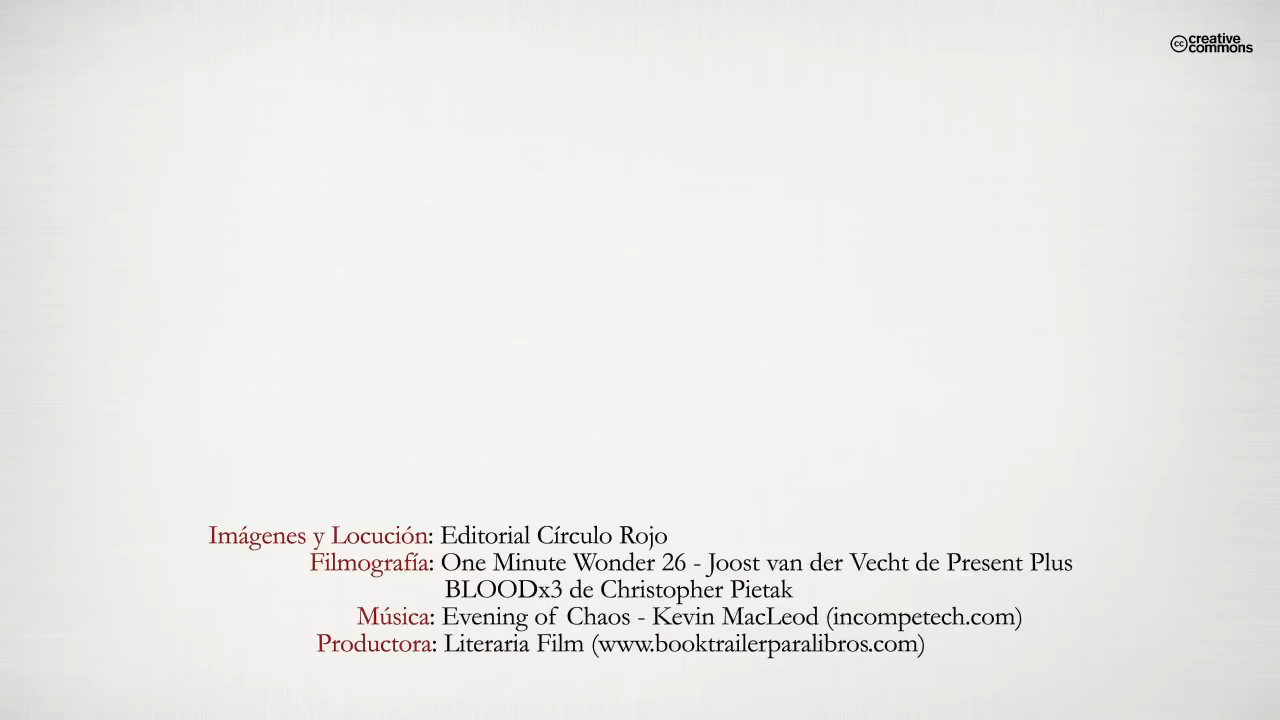 creative
commons
Imágenes y Locución: Editorial Círculo Rojo
Filmografía: One Minute Wonder 26 - Joost van der Vecht de Present Plus
BLOODx3 de Christopher Pietak
Música: Evening of Chaos - Kevin MacLeod (incompetech.com)
Productora: Literaria Film (www.booktrailerparalibros.com)